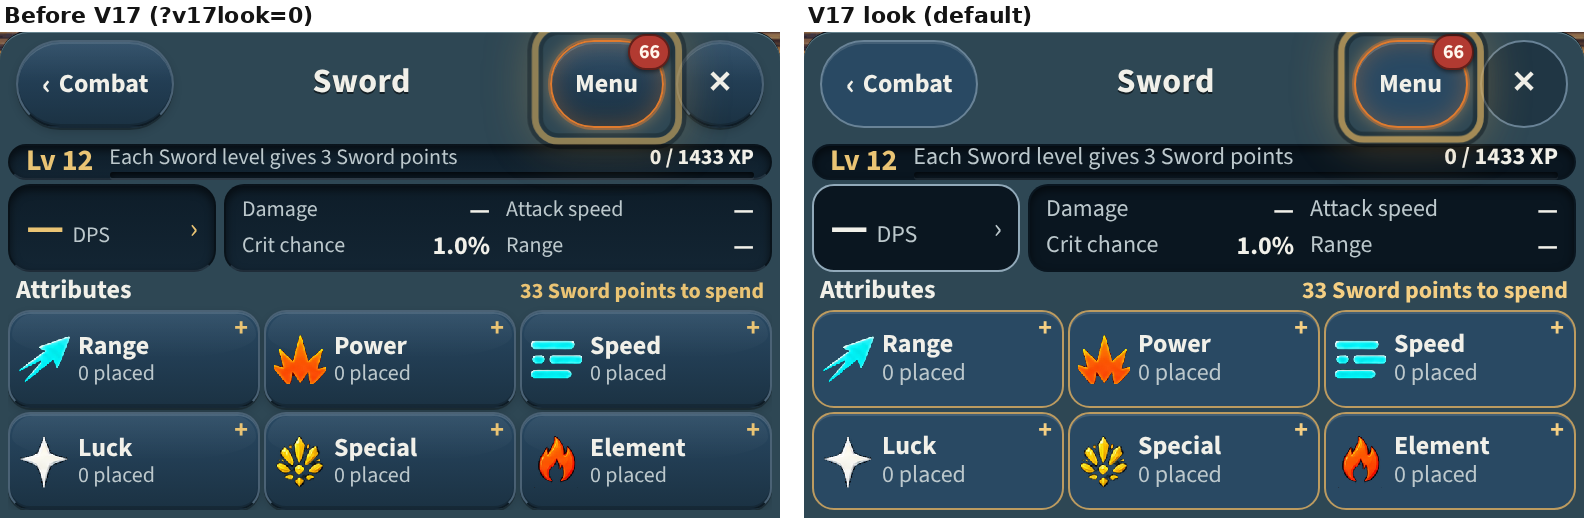 Before V17 (?v17look=0)
‹ Combat
Sword
Menu
66
✕
Lv 12
Each Sword level gives 3 Sword points
0 / 1433 XP
— DPS ›
Damage — Attack speed —
Crit chance 1.0% Range —
Attributes
33 Sword points to spend
Range +
0 placed
Power +
0 placed
Speed +
0 placed
Luck +
0 placed
Special +
0 placed
Element +
0 placed
V17 look (default)
‹ Combat
Sword
Menu
66
✕
Lv 12
Each Sword level gives 3 Sword points
0 / 1433 XP
— DPS ›
Damage — Attack speed —
Crit chance 1.0% Range —
Attributes
33 Sword points to spend
Range +
0 placed
Power +
0 placed
Speed +
0 placed
Luck +
0 placed
Special +
0 placed
Element +
0 placed